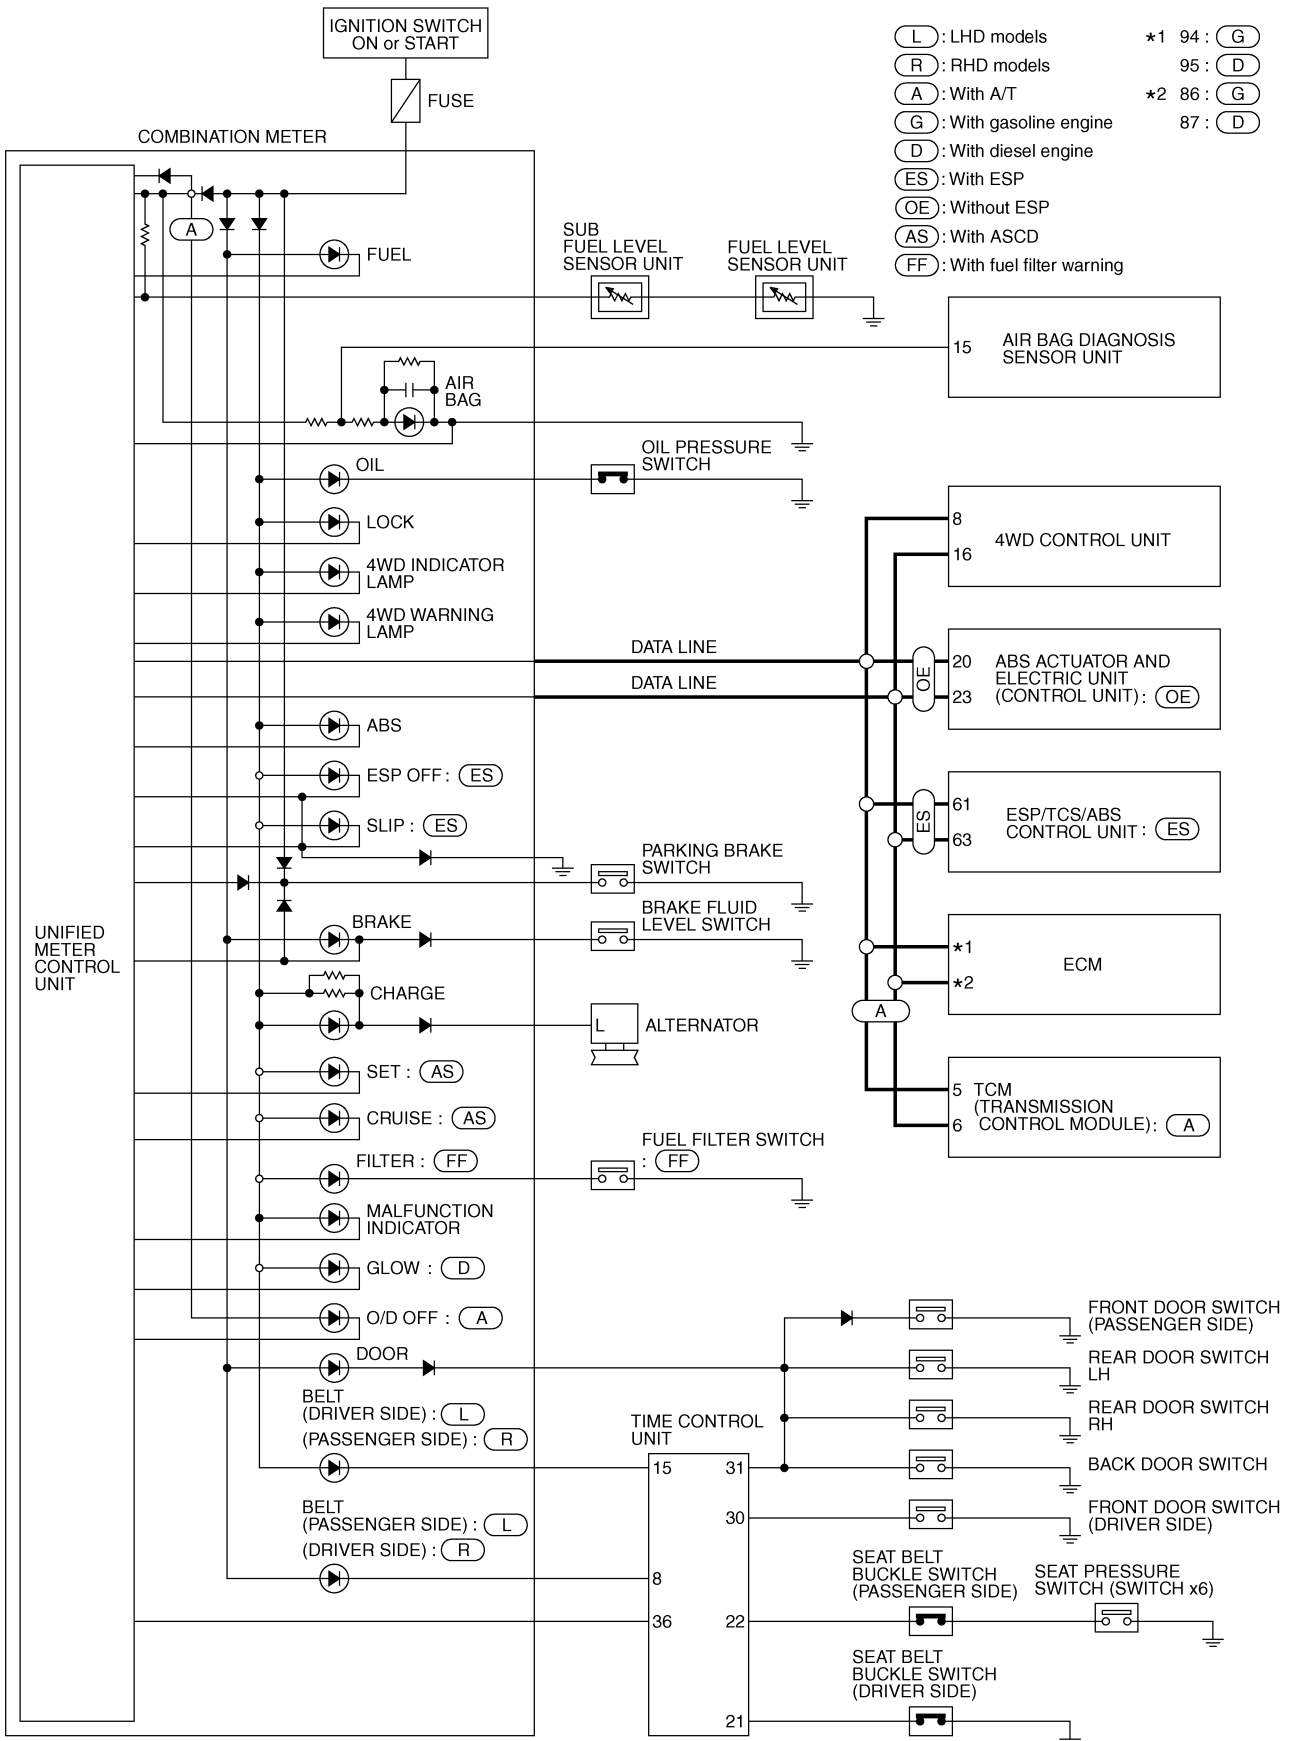 IGNITION SWITCH
ON or START
FUSE
COMBINATION METER
L : LHD models
R : RHD models
A : With A/T
G : With gasoline engine
D : With diesel engine
ES : With ESP
OE : Without ESP
AS : With ASCD
FF : With fuel filter warning
*1 94 : G
95 : D
*2 86 : G
87 : D
A
FUEL
SUB
FUEL LEVEL
SENSOR UNIT
FUEL LEVEL
SENSOR UNIT
15
AIR BAG DIAGNOSIS
SENSOR UNIT
AIR
BAG
OIL
OIL PRESSURE
SWITCH
LOCK
8
16
4WD CONTROL UNIT
4WD INDICATOR
LAMP
4WD WARNING
LAMP
DATA LINE
DATA LINE
OE
20
23
ABS ACTUATOR AND
ELECTRIC UNIT
(CONTROL UNIT) : OE
ABS
ESP OFF : ES
SLIP : ES
ES
61
63
ESP/TCS/ABS
CONTROL UNIT : ES
PARKING BRAKE
SWITCH
BRAKE
BRAKE FLUID
LEVEL SWITCH
UNIFIED
METER
CONTROL
UNIT
*1
*2
ECM
A
CHARGE
L
ALTERNATOR
SET : AS
CRUISE : AS
5
6
TCM
(TRANSMISSION
CONTROL MODULE) : A
FILTER : FF
FUEL FILTER SWITCH
: FF
MALFUNCTION
INDICATOR
GLOW : D
O/D OFF : A
DOOR
FRONT DOOR SWITCH
(PASSENGER SIDE)
REAR DOOR SWITCH
LH
REAR DOOR SWITCH
RH
BACK DOOR SWITCH
FRONT DOOR SWITCH
(DRIVER SIDE)
BELT
(DRIVER SIDE) : L
(PASSENGER SIDE) : R
BELT
(PASSENGER SIDE) : L
(DRIVER SIDE) : R
TIME CONTROL
UNIT
15
31
30
8
36
22
21
SEAT BELT
BUCKLE SWITCH
(PASSENGER SIDE)
SEAT PRESSURE
SWITCH (SWITCH x6)
SEAT BELT
BUCKLE SWITCH
(DRIVER SIDE)